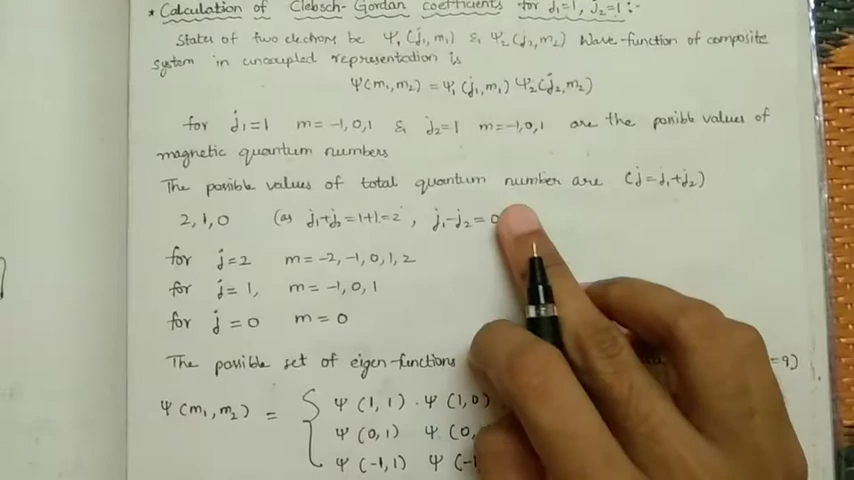 * Calculation of Clebsch-Gordan coefficients for j₁=1, j₂=1 :-
States of two electrons be Ψ₁(j₁,m₁) & Ψ₂(j₂,m₂) Wave-function of composite
system in uncoupled representation is
Ψ(m₁,m₂) = Ψ₁(j₁,m₁) Ψ₂(j₂,m₂)
for j₁=1 m=-1,0,1 & j₂=1 m=-1,0,1 are the possible values of
magnetic quantum numbers
The possible values of total quantum number are (j=j₁+j₂)
2,1,0 (as j₁+j₂=1+1=2, j₁-j₂=0
for j=2 m=-2,-1,0,1,2
for j=1, m=-1,0,1
for j=0 m=0
The possible set of eigen-functions =9)
Ψ(m₁,m₂) = { Ψ(1,1) · Ψ(1,0)
Ψ(0,1) Ψ(0,
Ψ(-1,1) Ψ(-1